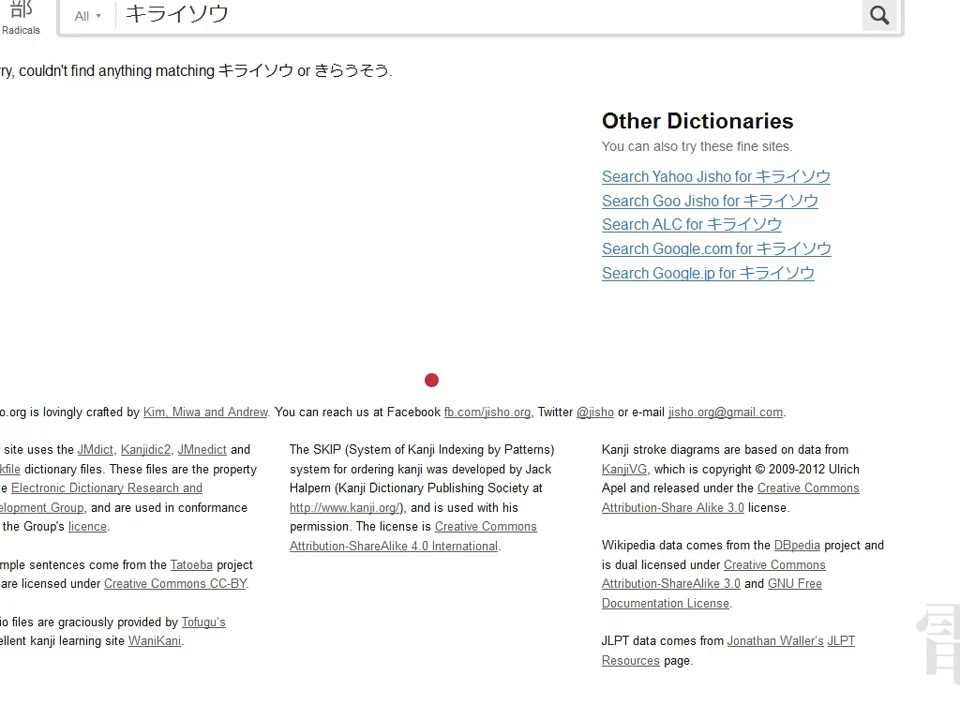 部
Radicals
All ▾ キライソウ
ry, couldn't find anything matching キライソウ or きらうそう.
Other Dictionaries
You can also try these fine sites.
Search Yahoo Jisho for キライソウ
Search Goo Jisho for キライソウ
Search ALC for キライソウ
Search Google.com for キライソウ
Search Google.jp for キライソウ
o.org is lovingly crafted by Kim, Miwa and Andrew. You can reach us at Facebook fb.com/jisho.org, Twitter @jisho or e-mail jisho.org@gmail.com.
site uses the JMdict, Kanjidic2, JMnedict and
kfile dictionary files. These files are the property
e Electronic Dictionary Research and
elopment Group, and are used in conformance
the Group's licence.
mple sentences come from the Tatoeba project
are licensed under Creative Commons CC-BY.
io files are graciously provided by Tofugu's
ellent kanji learning site WaniKani.
The SKIP (System of Kanji Indexing by Patterns)
system for ordering kanji was developed by Jack
Halpern (Kanji Dictionary Publishing Society at
http://www.kanji.org/), and is used with his
permission. The license is Creative Commons
Attribution-ShareAlike 4.0 International.
Kanji stroke diagrams are based on data from
KanjiVG, which is copyright © 2009-2012 Ulrich
Apel and released under the Creative Commons
Attribution-Share Alike 3.0 license.
Wikipedia data comes from the DBpedia project and
is dual licensed under Creative Commons
Attribution-ShareAlike 3.0 and GNU Free
Documentation License.
JLPT data comes from Jonathan Waller's JLPT
Resources page.